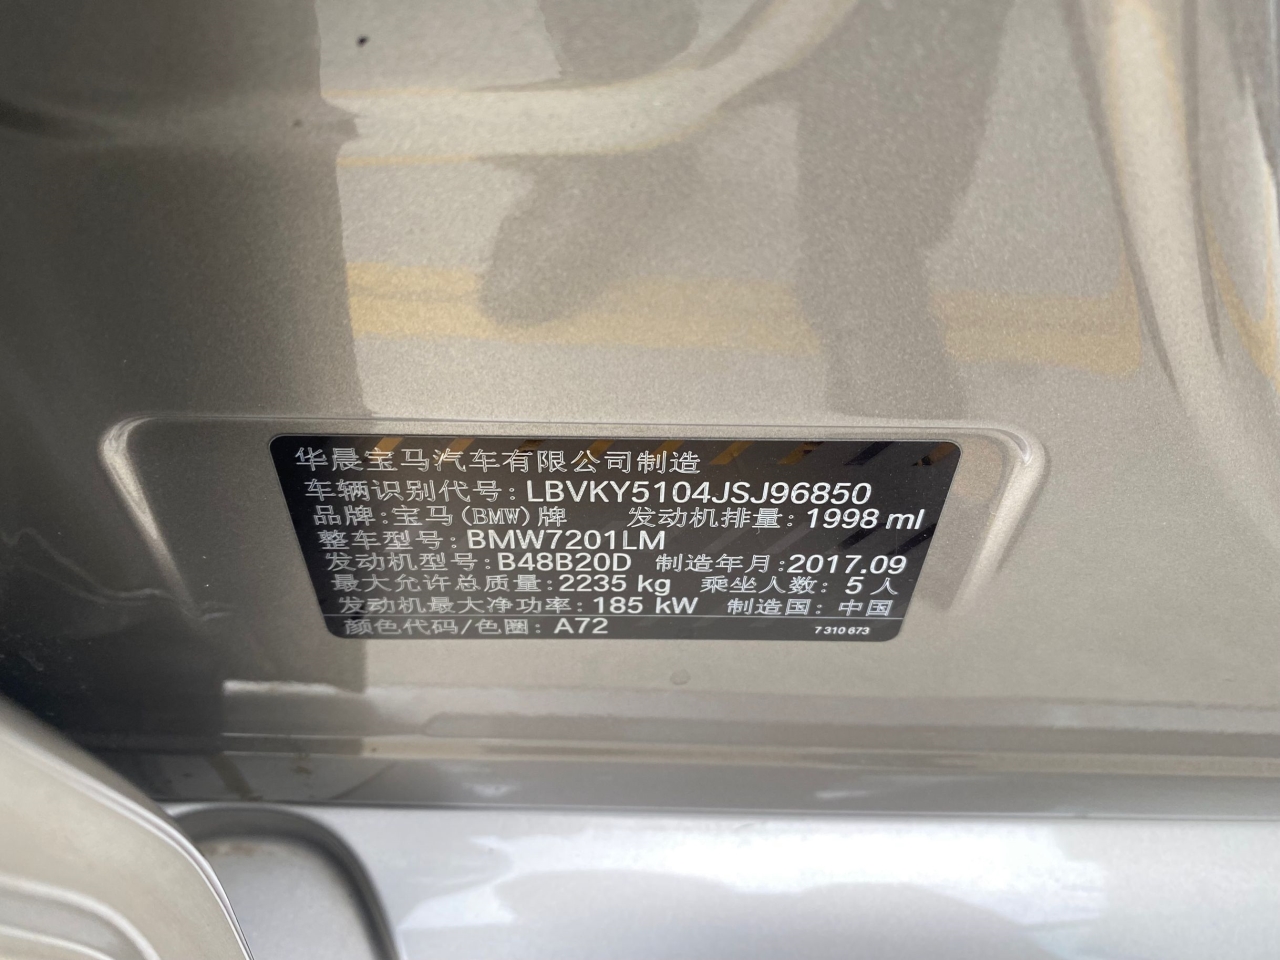 华晨宝马汽车有限公司制造
车辆识别代号: LBVKY5104JSJ96850
品牌:宝马(BMW)牌 发动机排量: 1998 ml
整车型号: BMW7201LM
发动机型号: B48B20D 制造年月: 2017.09
最大允许总质量: 2235 kg 乘坐人数: 5 人
发动机最大净功率: 185 kW 制造国: 中国
颜色代码/色圈: A72 7 310 673